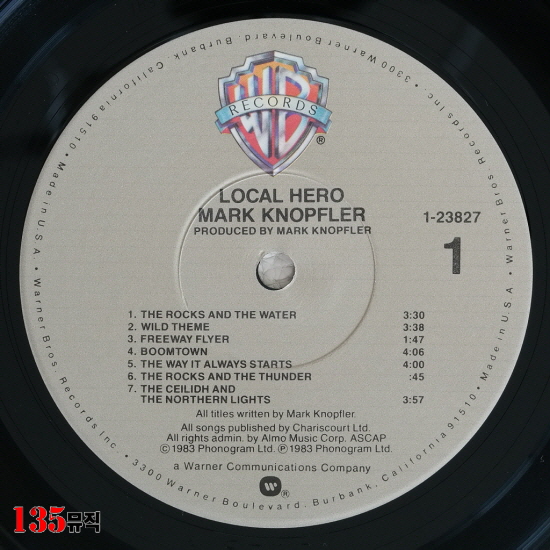 3300 Warner Boulevard, Burbank, California 91510 • Made in U.S.A. • Warner Bros. Records Inc. •
3300 Warner Boulevard, Burbank, California 91510 • Made in U.S.A. • Warner Bros. Records Inc. •
WB
RECORDS
®
LOCAL HERO
MARK KNOPFLER
PRODUCED BY MARK KNOPFLER
1-23827
1
1. THE ROCKS AND THE WATER 3:30
2. WILD THEME 3:38
3. FREEWAY FLYER 1:47
4. BOOMTOWN 4:06
5. THE WAY IT ALWAYS STARTS 4:00
6. THE ROCKS AND THE THUNDER :45
7. THE CEILIDH AND
THE NORTHERN LIGHTS 3:57
All titles written by Mark Knopfler.
All songs published by Chariscourt Ltd.
All rights admin. by Almo Music Corp. ASCAP
© 1983 Phonogram Ltd. ℗ 1983 Phonogram Ltd.
a Warner Communications Company
W ®
135뮤직